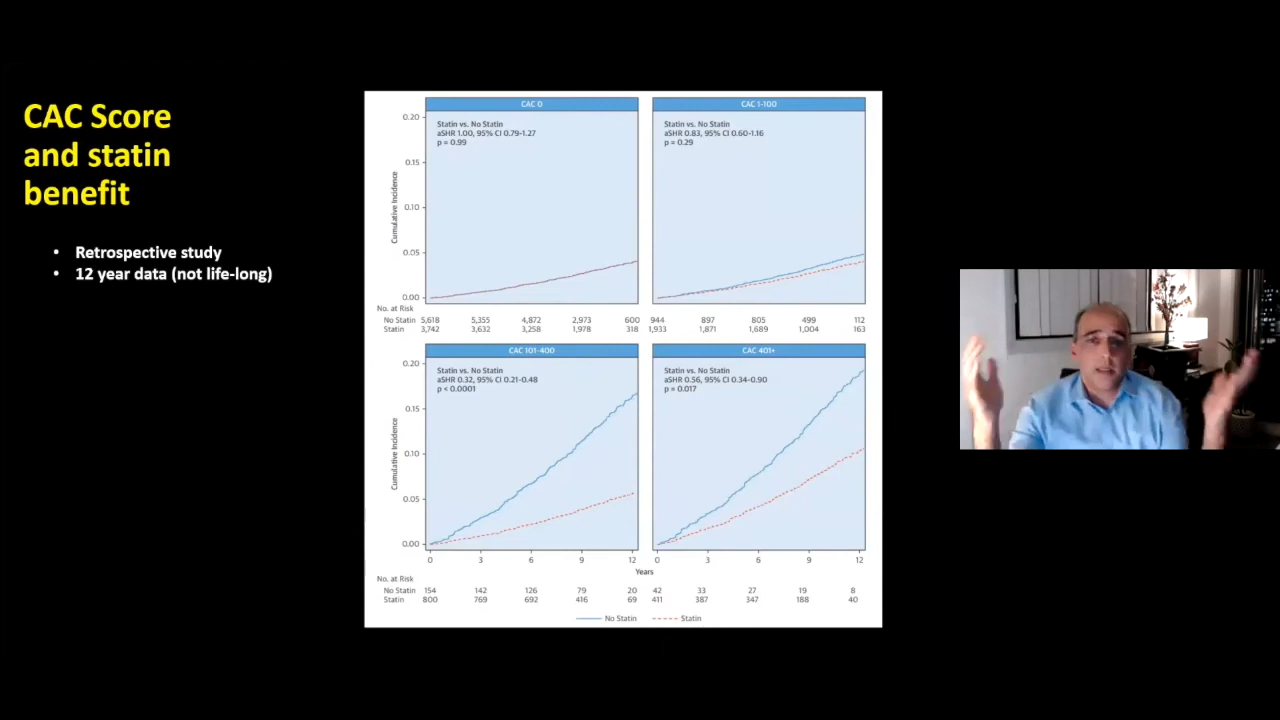 CAC Score
and statin
benefit
• Retrospective study
• 12 year data (not life-long)
CAC 0
Statin vs. No Statin
aSHR 1.00, 95% CI 0.79-1.27
p = 0.99
0.20
0.15
0.10
0.05
0.00
Cumulative Incidence
CAC 1-100
Statin vs. No Statin
aSHR 0.83, 95% CI 0.60-1.16
p = 0.29
No. at Risk
No Statin 5,618 5,355 4,872 2,973 600 944 897 805 499 112
Statin 3,742 3,632 3,258 1,978 318 1,933 1,871 1,689 1,004 163
CAC 101-400
Statin vs. No Statin
aSHR 0.32, 95% CI 0.21-0.48
p < 0.0001
0.20
0.15
0.10
0.05
0.00
Cumulative Incidence
CAC 401+
Statin vs. No Statin
aSHR 0.56, 95% CI 0.34-0.90
p = 0.017
0 3 6 9 12 0 3 6 9 12
Years
No. at Risk
No Statin 154 142 126 79 20 42 33 27 19 8
Statin 800 769 692 416 69 411 387 347 188 40
No Statin Statin